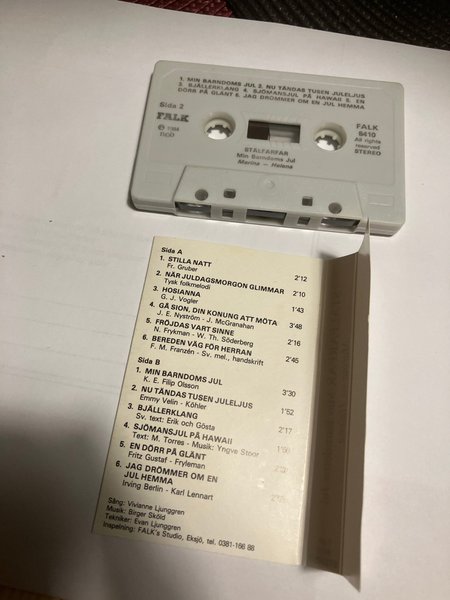 1. MIN BARNDOMS JUL 2. NU TÄNDAS TUSEN JULELJUS
3. BJÄLLERKLANG 4. SJÖMANSJUL PÅ HAWAII 5. EN
DÖRR PÅ GLÄNT 6. JAG DRÖMMER OM EN JUL HEMMA
Side 2
FALK
℗ 1984
FALK
8410
All rights
reserved
STEREO
STALFARFAR
Min Barndoms Jul
Marina — Helena
Side A
1. STILLA NATT 2'12
Fr. Gruber
2. NÄR JULDAGSMORGON GLIMMAR 2'10
Tysk folkmelodi
3. HOSIANNA 1'43
G. J. Vogler
4. GÅ SION, DIN KONUNG ATT MÖTA 3'48
J. E. Nyström - J. McGranahan
5. FRÖJDAS VART SINNE 2'16
N. Frykman - W. Th. Söderberg
6. BEREDEN VÄG FÖR HERRAN 2'45
F. M. Franzén - Sv. mel., handskrift
Side B
1. MIN BARNDOMS JUL 3'30
K. E. Filip Olsson
2. NU TÄNDAS TUSEN JULELJUS 1'52
Emmy Velin - Köhler
3. BJÄLLERKLANG 2'17
Sv. text: Erik och Gösta
4. SJÖMANSJUL PÅ HAWAII
Text: M. Torres - Musik: Yngve Stoor
5. EN DÖRR PÅ GLÄNT
Fritz Gustaf - Fryleman
6. JAG DRÖMMER OM EN
JUL HEMMA
Irving Berlin - Karl Lennart
Sång: Vivianne Ljunggren
Musik: Birger Sköld
Tekniker: Evan Ljunggren
Inspelning: FALK's Studio, Eksjö, tel. 0381-166 88